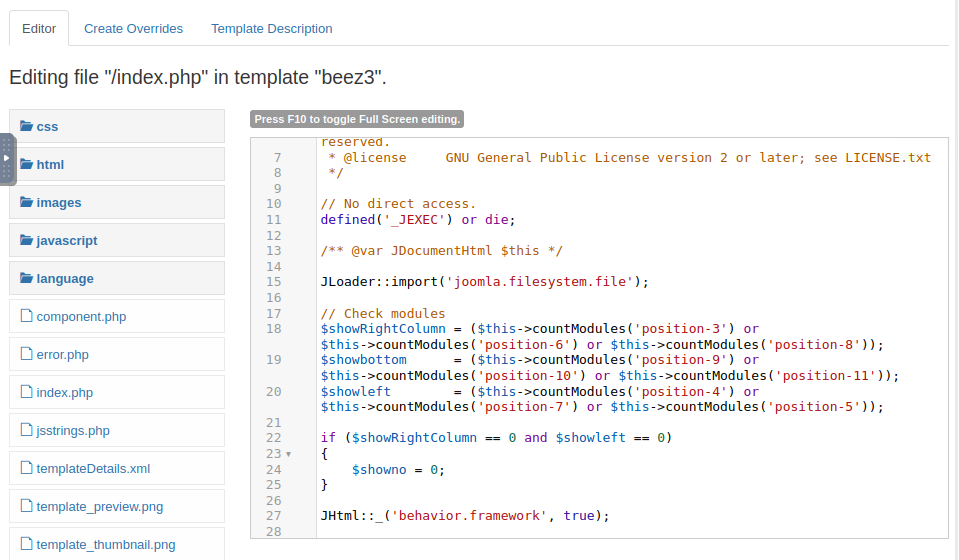 Editor Create Overrides Template Description
Editing file "/index.php" in template "beez3".
css
html
images
javascript
language
component.php
error.php
index.php
jsstrings.php
templateDetails.xml
template_preview.png
template_thumbnail.png
Press F10 to toggle Full Screen editing.
reserved.
7  * @license     GNU General Public License version 2 or later; see LICENSE.txt
8  */
9
10 // No direct access.
11 defined('_JEXEC') or die;
12
13 /** @var JDocumentHtml $this */
14
15 JLoader::import('joomla.filesystem.file');
16
17 // Check modules
18 $showRightColumn = ($this->countModules('position-3') or
$this->countModules('position-6') or $this->countModules('position-8'));
19 $showbottom      = ($this->countModules('position-9') or
$this->countModules('position-10') or $this->countModules('position-11'));
20 $showleft        = ($this->countModules('position-4') or
$this->countModules('position-7') or $this->countModules('position-5'));
21
22 if ($showRightColumn == 0 and $showleft == 0)
23 {
24     $showno = 0;
25 }
26
27 JHtml::_('behavior.framework', true);
28